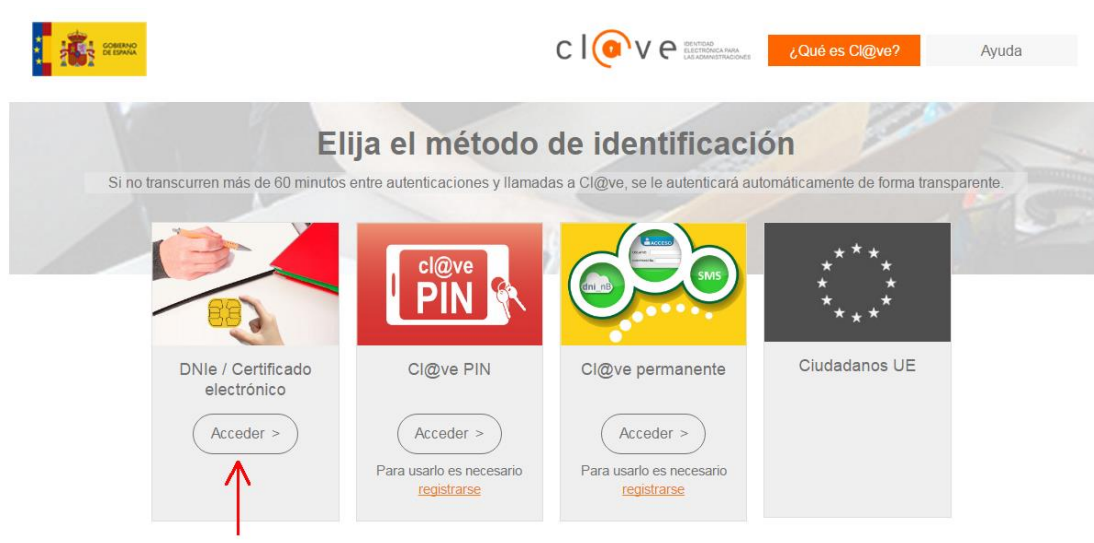 GOBIERNO
DE ESPAÑA
cl@ve
IDENTIDAD
ELECTRÓNICA PARA
LAS ADMINISTRACIONES
¿Qué es Cl@ve?
Ayuda
Elija el método de identificación
Si no transcurren más de 60 minutos entre autenticaciones y llamadas a Cl@ve, se le autenticará automáticamente de forma transparente.
cl@ve
PIN
ACCESO
dni_nB
SMS
DNIe / Certificado
electrónico
Acceder >
Cl@ve PIN
Acceder >
Para usarlo es necesario
registrarse
Cl@ve permanente
Acceder >
Para usarlo es necesario
registrarse
Ciudadanos UE